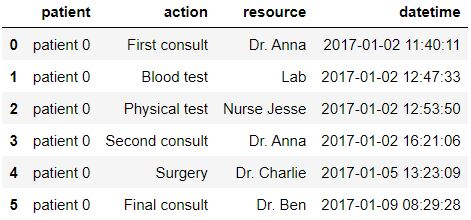 patient action resource datetime
0 patient 0 First consult Dr. Anna 2017-01-02 11:40:11
1 patient 0 Blood test Lab 2017-01-02 12:47:33
2 patient 0 Physical test Nurse Jesse 2017-01-02 12:53:50
3 patient 0 Second consult Dr. Anna 2017-01-02 16:21:06
4 patient 0 Surgery Dr. Charlie 2017-01-05 13:23:09
5 patient 0 Final consult Dr. Ben 2017-01-09 08:29:28